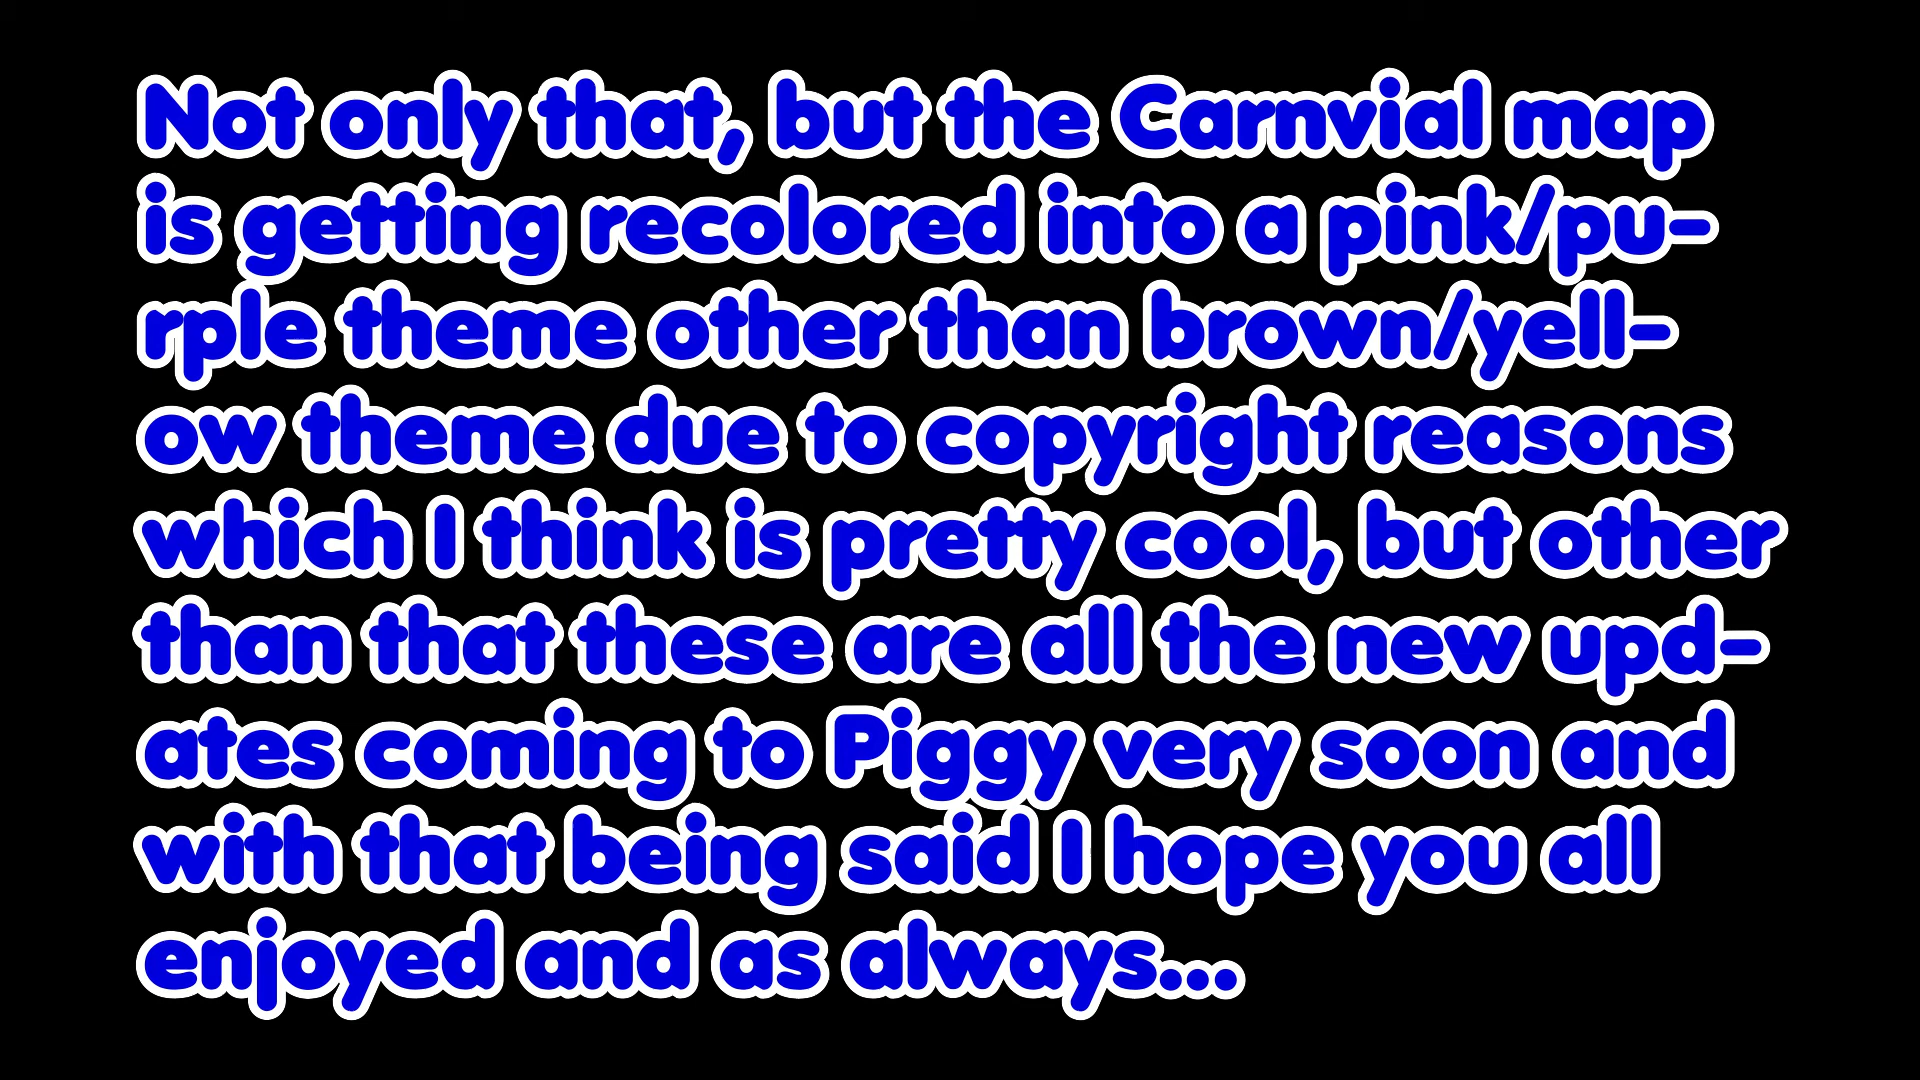 Not only that, but the Carnvial map
is getting recolored into a pink/pu-
rple theme other than brown/yell-
ow theme due to copyright reasons
which I think is pretty cool, but other
than that these are all the new upd-
ates coming to Piggy very soon and
with that being said I hope you all
enjoyed and as always...